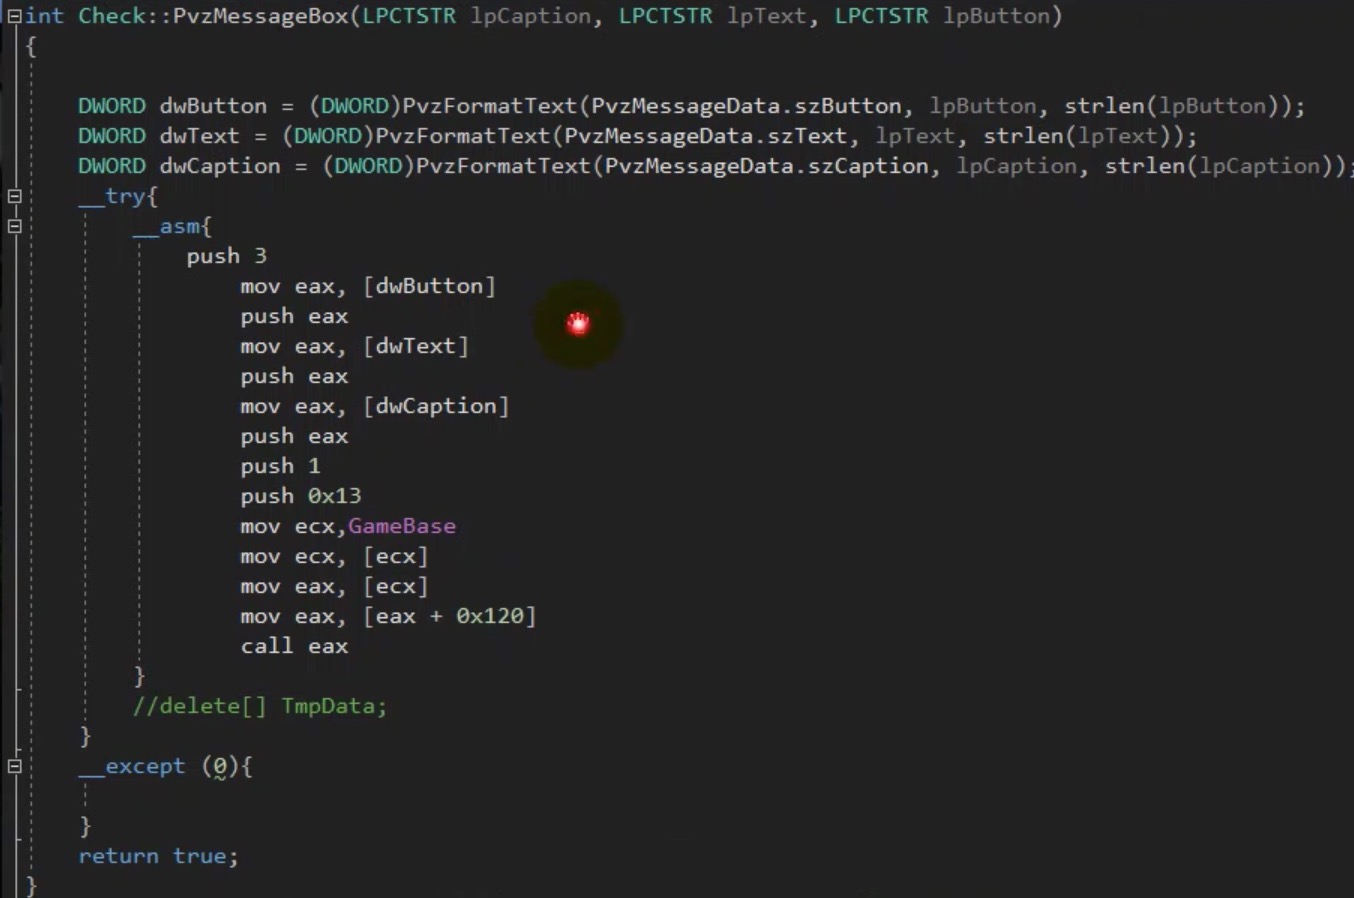 int Check::PvzMessageBox(LPCTSTR lpCaption, LPCTSTR lpText, LPCTSTR lpButton)
{
DWORD dwButton = (DWORD)PvzFormatText(PvzMessageData.szButton, lpButton, strlen(lpButton));
DWORD dwText = (DWORD)PvzFormatText(PvzMessageData.szText, lpText, strlen(lpText));
DWORD dwCaption = (DWORD)PvzFormatText(PvzMessageData.szCaption, lpCaption, strlen(lpCaption));
__try{
__asm{
push 3
mov eax, [dwButton]
push eax
mov eax, [dwText]
push eax
mov eax, [dwCaption]
push eax
push 1
push 0x13
mov ecx,GameBase
mov ecx, [ecx]
mov eax, [ecx]
mov eax, [eax + 0x120]
call eax
}
//delete[] TmpData;
}
__except (0){
}
return true;
}